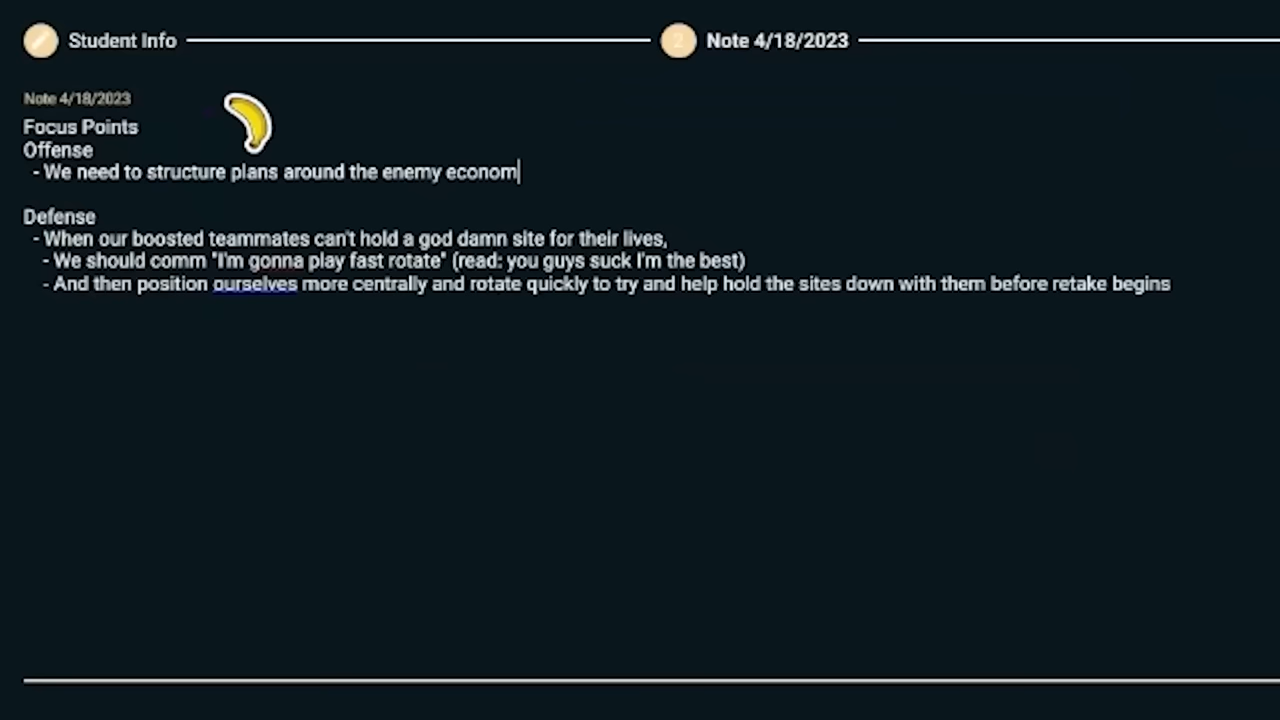 Student Info
2 Note 4/18/2023
Note 4/18/2023
Focus Points
Offense
- We need to structure plans around the enemy econom
Defense
- When our boosted teammates can't hold a god damn site for their lives,
- We should comm "I'm gonna play fast rotate" (read: you guys suck I'm the best)
- And then position ourselves more centrally and rotate quickly to try and help hold the sites down with them before retake begins